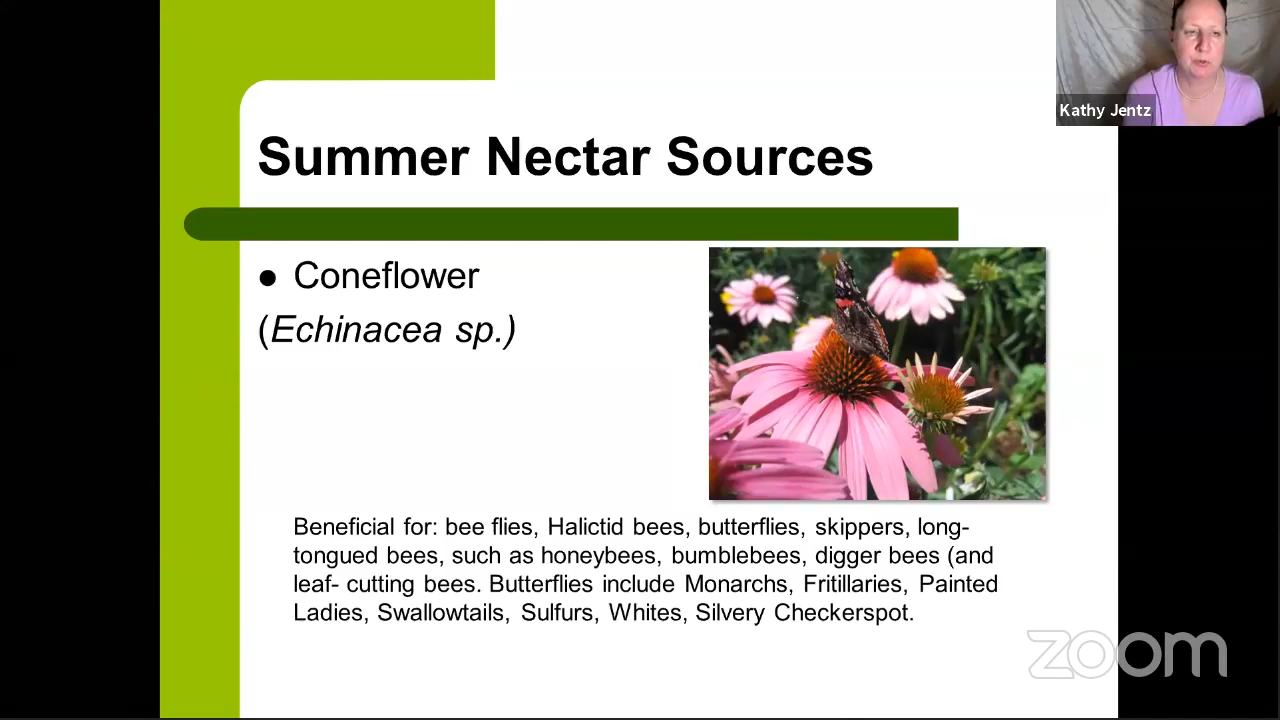 Kathy Jentz
Summer Nectar Sources
● Coneflower
(Echinacea sp.)
Beneficial for: bee flies, Halictid bees, butterflies, skippers, long-
tongued bees, such as honeybees, bumblebees, digger bees (and
leaf- cutting bees. Butterflies include Monarchs, Fritillaries, Painted
Ladies, Swallowtails, Sulfurs, Whites, Silvery Checkerspot.
zoom